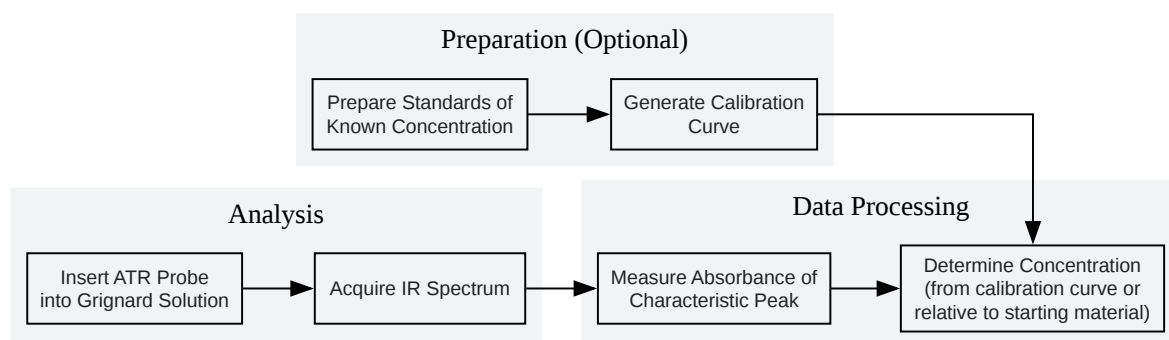 Preparation (Optional)
Prepare Standards of
Known Concentration
Generate Calibration
Curve
Analysis
Insert ATR Probe
into Grignard Solution
Acquire IR Spectrum
Data Processing
Measure Absorbance of
Characteristic Peak
Determine Concentration
(from calibration curve or
relative to starting material)